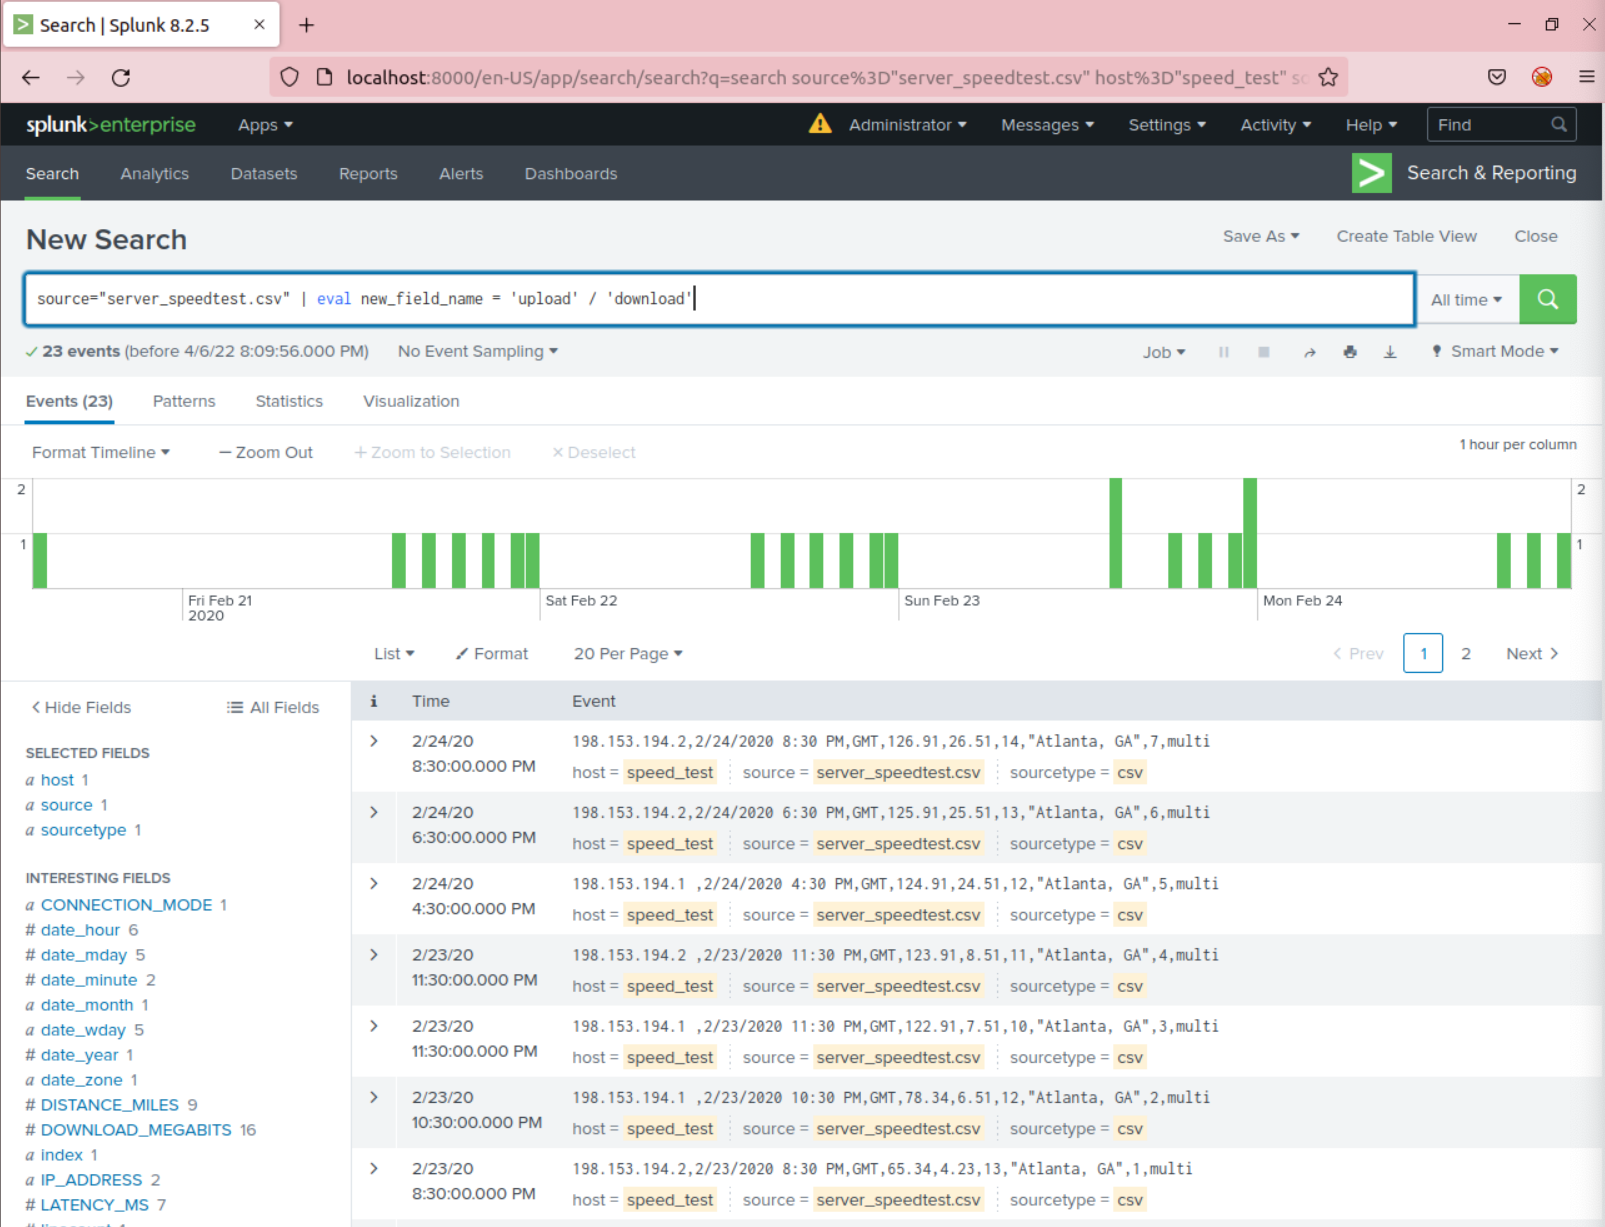 Search | Splunk 8.2.5
localhost:8000/en-US/app/search/search?q=search source%3D"server_speedtest.csv" host%3D"speed_test" so
splunk>enterprise Apps Administrator Messages Settings Activity Help Find
Search Analytics Datasets Reports Alerts Dashboards Search & Reporting
New Search Save As Create Table View Close
source="server_speedtest.csv" | eval new_field_name = 'upload' / 'download' All time
23 events (before 4/6/22 8:09:56.000 PM) No Event Sampling Job Smart Mode
Events (23) Patterns Statistics Visualization
Format Timeline — Zoom Out + Zoom to Selection × Deselect 1 hour per column
2 2
1 1
Fri Feb 21 Sat Feb 22 Sun Feb 23 Mon Feb 24
2020
List Format 20 Per Page < Prev 1 2 Next >
< Hide Fields All Fields
SELECTED FIELDS
a host 1
a source 1
a sourcetype 1
INTERESTING FIELDS
a CONNECTION_MODE 1
# date_hour 6
# date_mday 5
# date_minute 2
a date_month 1
a date_wday 5
# date_year 1
a date_zone 1
# DISTANCE_MILES 9
# DOWNLOAD_MEGABITS 16
a index 1
a IP_ADDRESS 2
# LATENCY_MS 7
i Time Event
> 2/24/20 198.153.194.2,2/24/2020 8:30 PM,GMT,126.91,26.51,14,"Atlanta, GA",7,multi
8:30:00.000 PM host = speed_test source = server_speedtest.csv sourcetype = csv
> 2/24/20 198.153.194.2,2/24/2020 6:30 PM,GMT,125.91,25.51,13,"Atlanta, GA",6,multi
6:30:00.000 PM host = speed_test source = server_speedtest.csv sourcetype = csv
> 2/24/20 198.153.194.1 ,2/24/2020 4:30 PM,GMT,124.91,24.51,12,"Atlanta, GA",5,multi
4:30:00.000 PM host = speed_test source = server_speedtest.csv sourcetype = csv
> 2/23/20 198.153.194.2 ,2/23/2020 11:30 PM,GMT,123.91,8.51,11,"Atlanta, GA",4,multi
11:30:00.000 PM host = speed_test source = server_speedtest.csv sourcetype = csv
> 2/23/20 198.153.194.1 ,2/23/2020 11:30 PM,GMT,122.91,7.51,10,"Atlanta, GA",3,multi
11:30:00.000 PM host = speed_test source = server_speedtest.csv sourcetype = csv
> 2/23/20 198.153.194.1 ,2/23/2020 10:30 PM,GMT,78.34,6.51,12,"Atlanta, GA",2,multi
10:30:00.000 PM host = speed_test source = server_speedtest.csv sourcetype = csv
> 2/23/20 198.153.194.2,2/23/2020 8:30 PM,GMT,65.34,4.23,13,"Atlanta, GA",1,multi
8:30:00.000 PM host = speed_test source = server_speedtest.csv sourcetype = csv